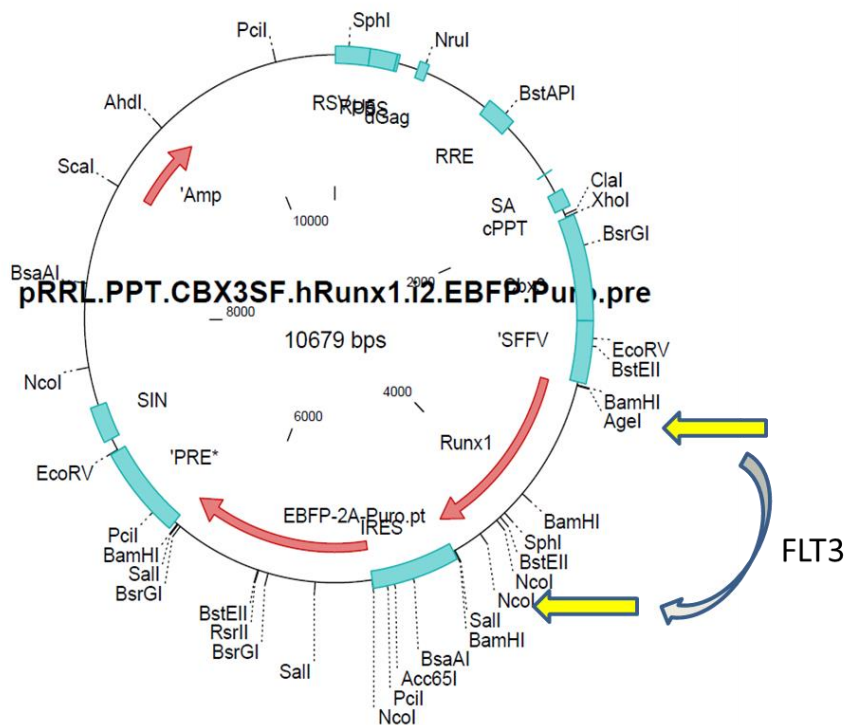 PciI
SphI
NruI
AhdI
BstAPI
dGag
RRE
ScaI
'Amp
ClaI
XhoI
SA
cPPT
BsrGI
10000
2000
BsaAI
pRRL.PPT.CBX3SF.hRunx1.i2.EBFP.Puro.pre
8000
10679 bps
'SFFV
EcoRV
BstEII
NcoI
SIN
4000
BamHI
AgeI
6000
Runx1
'PRE*
EcoRV
EBFP-2A-Puro.pt
IRES
BamHI
SphI
BstEII
NcoI
NcoI
FLT3
PciI
BamHI
SalI
BsrGI
SalI
BamHI
BstEII
RsrII
BsrGI
SalI
BsaAI
Acc65I
PciI
NcoI